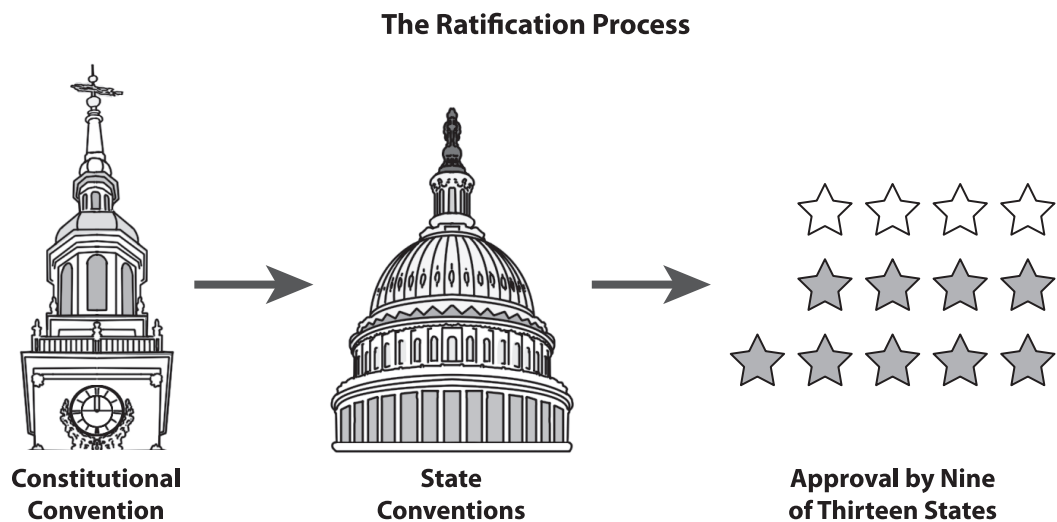 The Ratification Process
Constitutional
Convention
State
Conventions
Approval by Nine
of Thirteen States